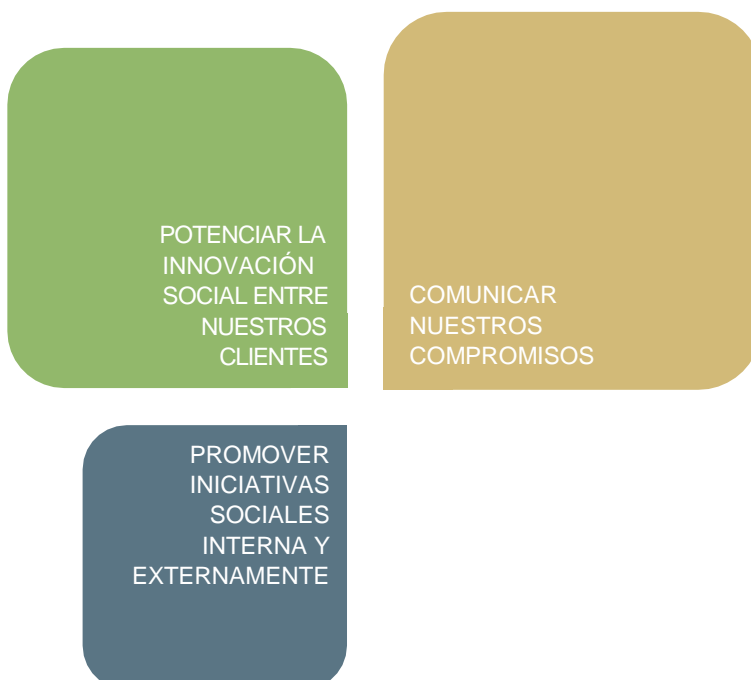 POTENCIAR LA
INNOVACIÓN
SOCIAL ENTRE
NUESTROS
CLIENTES
COMUNICAR
NUESTROS
COMPROMISOS
PROMOVER
INICIATIVAS
SOCIALES
INTERNA Y
EXTERNAMENTE